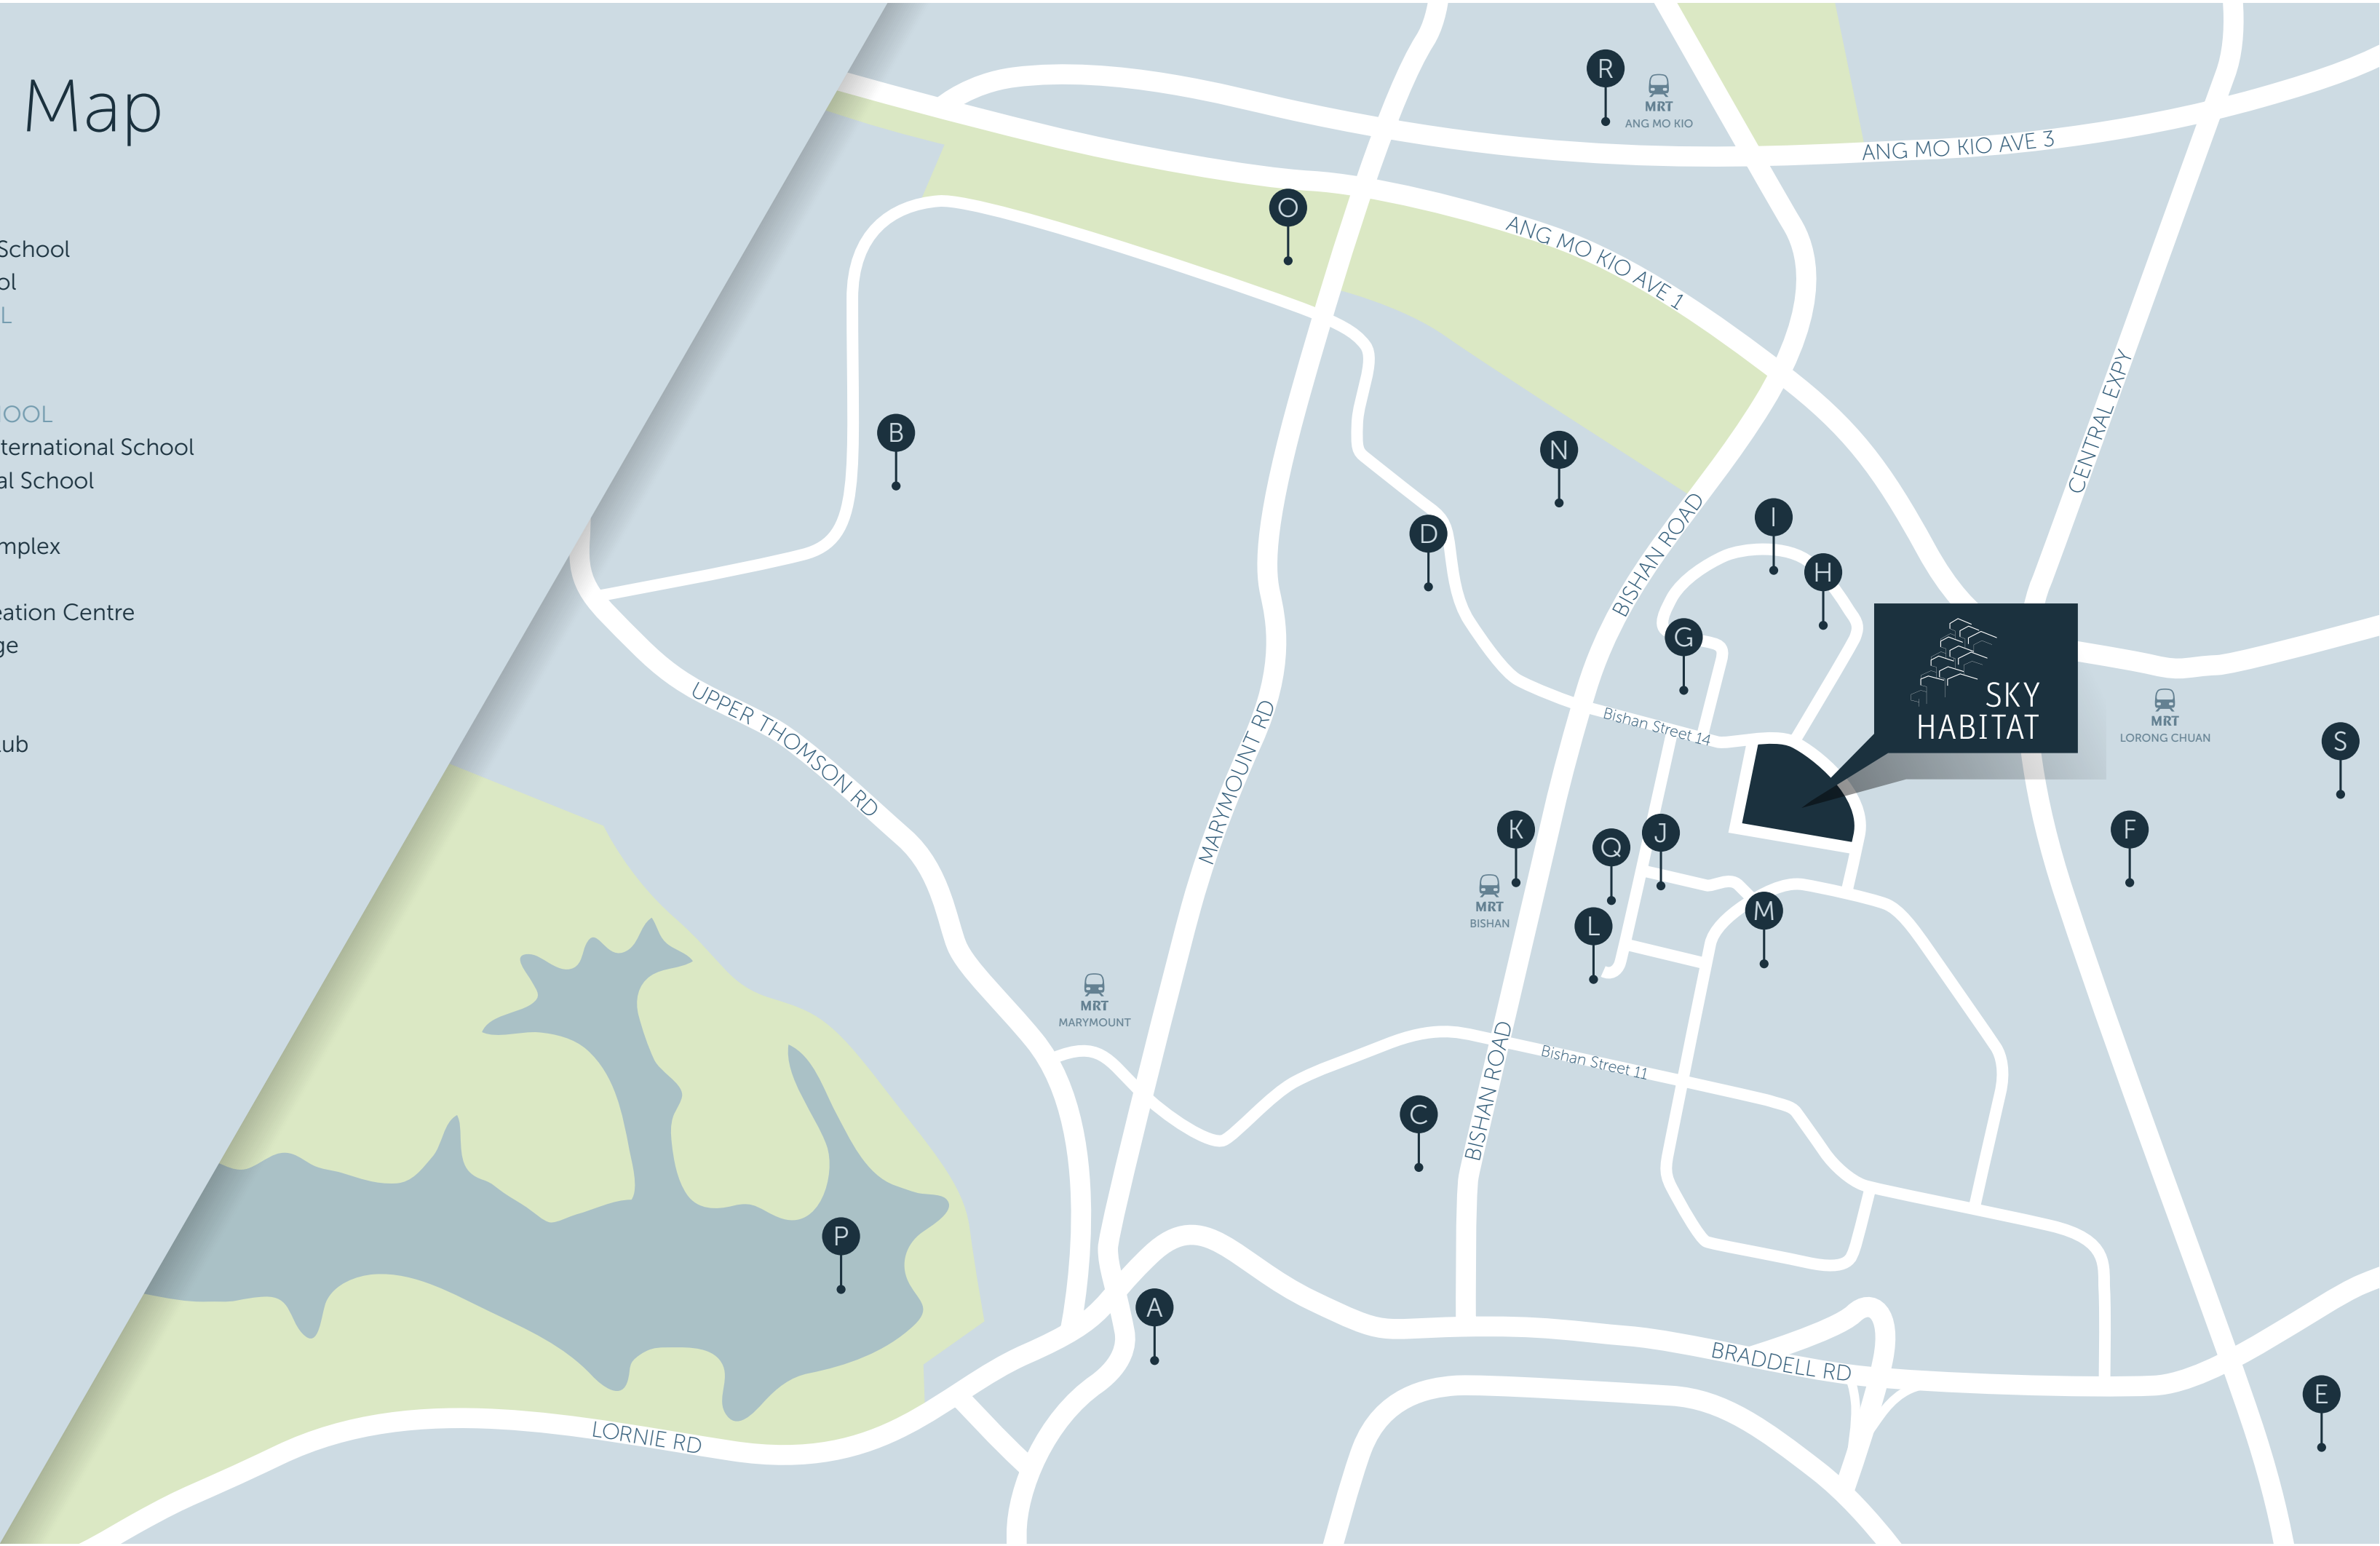 Map
School
ol
L
HOOL
ternational School
al School
mplex
eation Centre
ge
lub
R
MRT
ANG MO KIO
ANG MO KIO AVE 3
O
ANG MO KIO AVE 1
CENTRAL EXPY
B
N
D
I
BISHAN ROAD
H
G
SKY
HABITAT
UPPER THOMSON RD
MARYMOUNT RD
Bishan Street 14
MRT
LORONG CHUAN
S
K
Q
J
F
MRT
BISHAN
L
M
MRT
MARYMOUNT
BISHAN ROAD
Bishan Street 11
C
P
A
BRADDELL RD
E
LORNIE RD